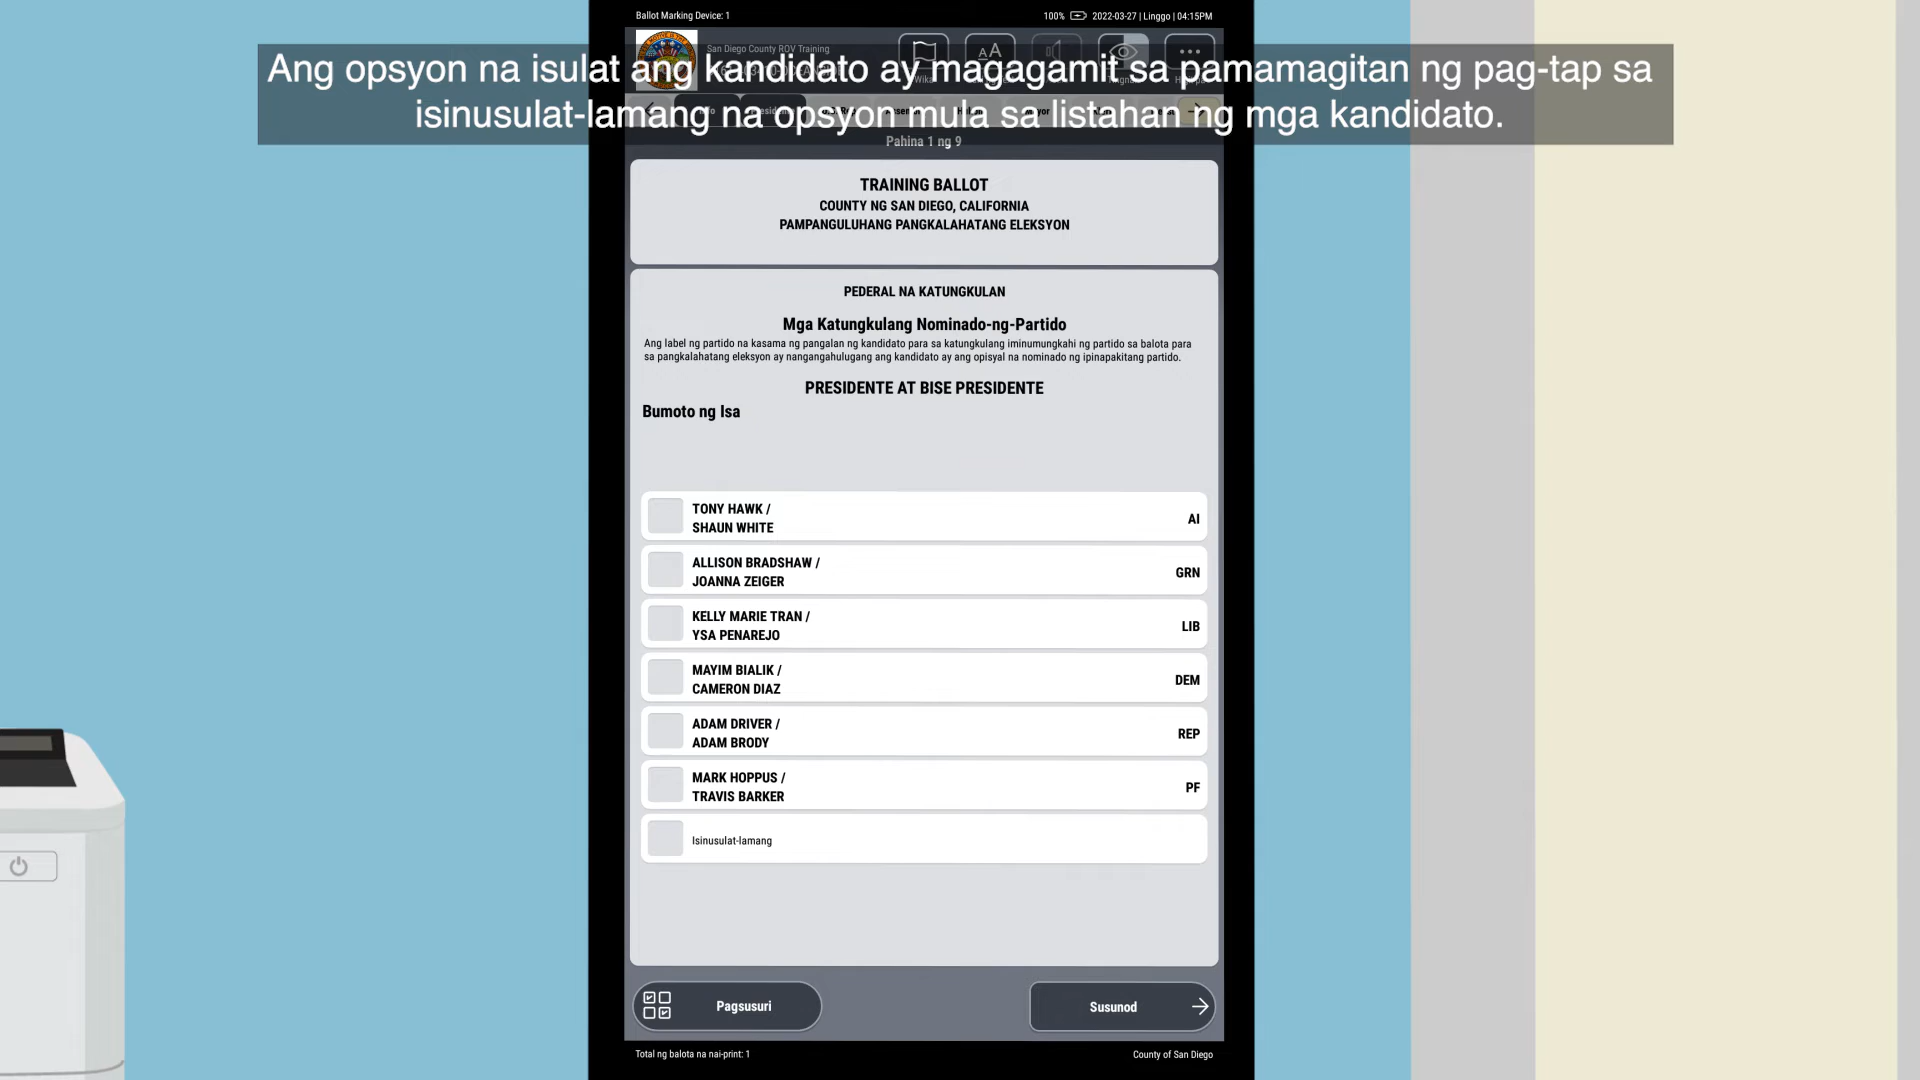 Ballot Marking Device: 1
100% 2022-03-27 | Linggo | 04:15PM
San Diego County ROV Training
AA
Ang opsyon na isulat ang kandidato ay magagamit sa pamamagitan ng pag-tap sa
isinusulat-lamang na opsyon mula sa listahan ng mga kandidato.
Pahina 1 ng 9
TRAINING BALLOT
COUNTY NG SAN DIEGO, CALIFORNIA
PAMPANGULUHANG PANGKALAHATANG ELEKSYON
PEDERAL NA KATUNGKULAN
Mga Katungkulang Nominado-ng-Partido
Ang label ng partido na kasama ng pangalan ng kandidato para sa katungkulang iminumungkahi ng partido sa balota para
sa pangkalahatang eleksyon ay nangangahulugang ang kandidato ay ang opisyal na nominado ng ipinapakitang partido.
PRESIDENTE AT BISE PRESIDENTE
Bumoto ng Isa
TONY HAWK /
SHAUN WHITE
AI
ALLISON BRADSHAW /
JOANNA ZEIGER
GRN
KELLY MARIE TRAN /
YSA PENAREJO
LIB
MAYIM BIALIK /
CAMERON DIAZ
DEM
ADAM DRIVER /
ADAM BRODY
REP
MARK HOPPUS /
TRAVIS BARKER
PF
Isinusulat-lamang
Pagsusuri
Susunod
Total ng balota na nai-print: 1
County of San Diego